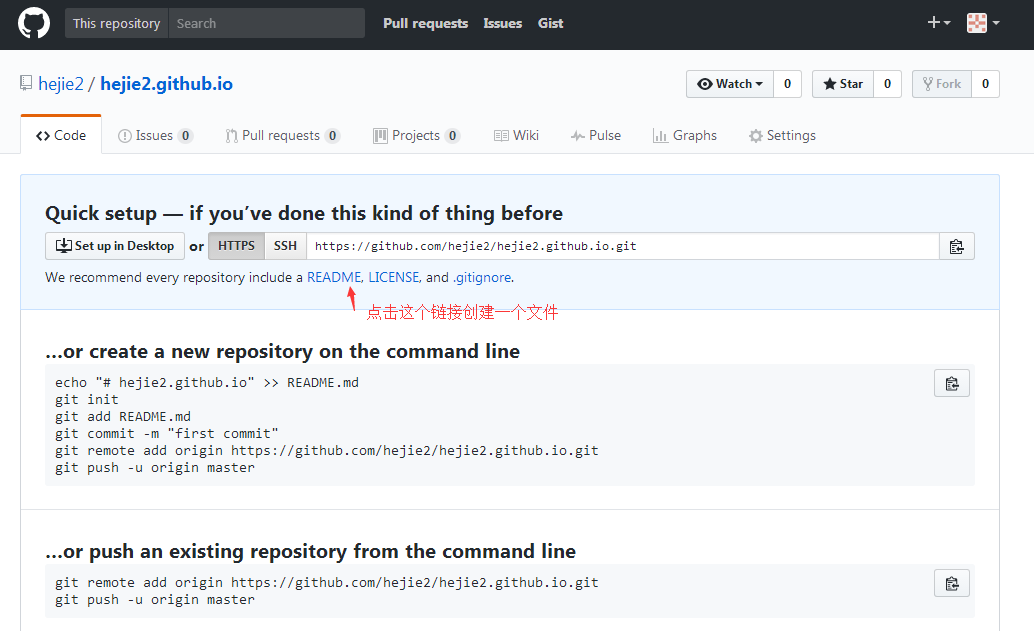 This repository Search Pull requests Issues Gist
hejie2 / hejie2.github.io Watch 0 Star 0 Fork 0
Code Issues 0 Pull requests 0 Projects 0 Wiki Pulse Graphs Settings
Quick setup — if you’ve done this kind of thing before
Set up in Desktop or HTTPS SSH https://github.com/hejie2/hejie2.github.io.git
We recommend every repository include a README, LICENSE, and .gitignore.
点击这个链接创建一个文件
…or create a new repository on the command line
echo "# hejie2.github.io" >> README.md
git init
git add README.md
git commit -m "first commit"
git remote add origin https://github.com/hejie2/hejie2.github.io.git
git push -u origin master
…or push an existing repository from the command line
git remote add origin https://github.com/hejie2/hejie2.github.io.git
git push -u origin master